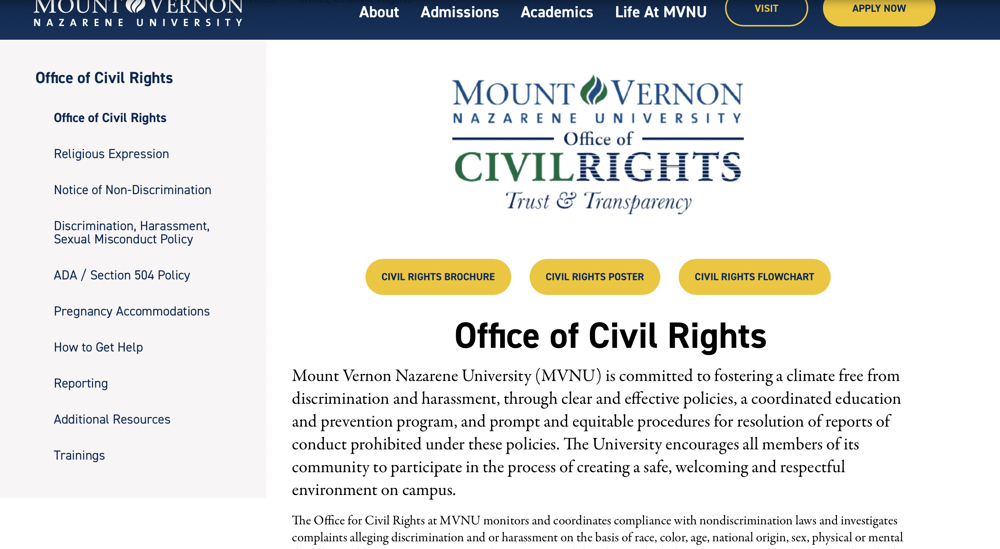 MOUNT VERNON
NAZARENE UNIVERSITY
About
Admissions
Academics
Life At MVNU
VISIT
APPLY NOW
Office of Civil Rights
Office of Civil Rights
Religious Expression
Notice of Non-Discrimination
Discrimination, Harassment,
Sexual Misconduct Policy
ADA / Section 504 Policy
Pregnancy Accommodations
How to Get Help
Reporting
Additional Resources
Trainings
MOUNT VERNON
NAZARENE UNIVERSITY
Office of
CIVILRIGHTS
Trust & Transparency
CIVIL RIGHTS BROCHURE
CIVIL RIGHTS POSTER
CIVIL RIGHTS FLOWCHART
Office of Civil Rights
Mount Vernon Nazarene University (MVNU) is committed to fostering a climate free from
discrimination and harassment, through clear and effective policies, a coordinated education
and prevention program, and prompt and equitable procedures for resolution of reports of
conduct prohibited under these policies. The University encourages all members of its
community to participate in the process of creating a safe, welcoming and respectful
environment on campus.
The Office for Civil Rights at MVNU monitors and coordinates compliance with nondiscrimination laws and investigates
complaints alleging discrimination and or harassment on the basis of race, color, age, national origin, sex, physical or mental